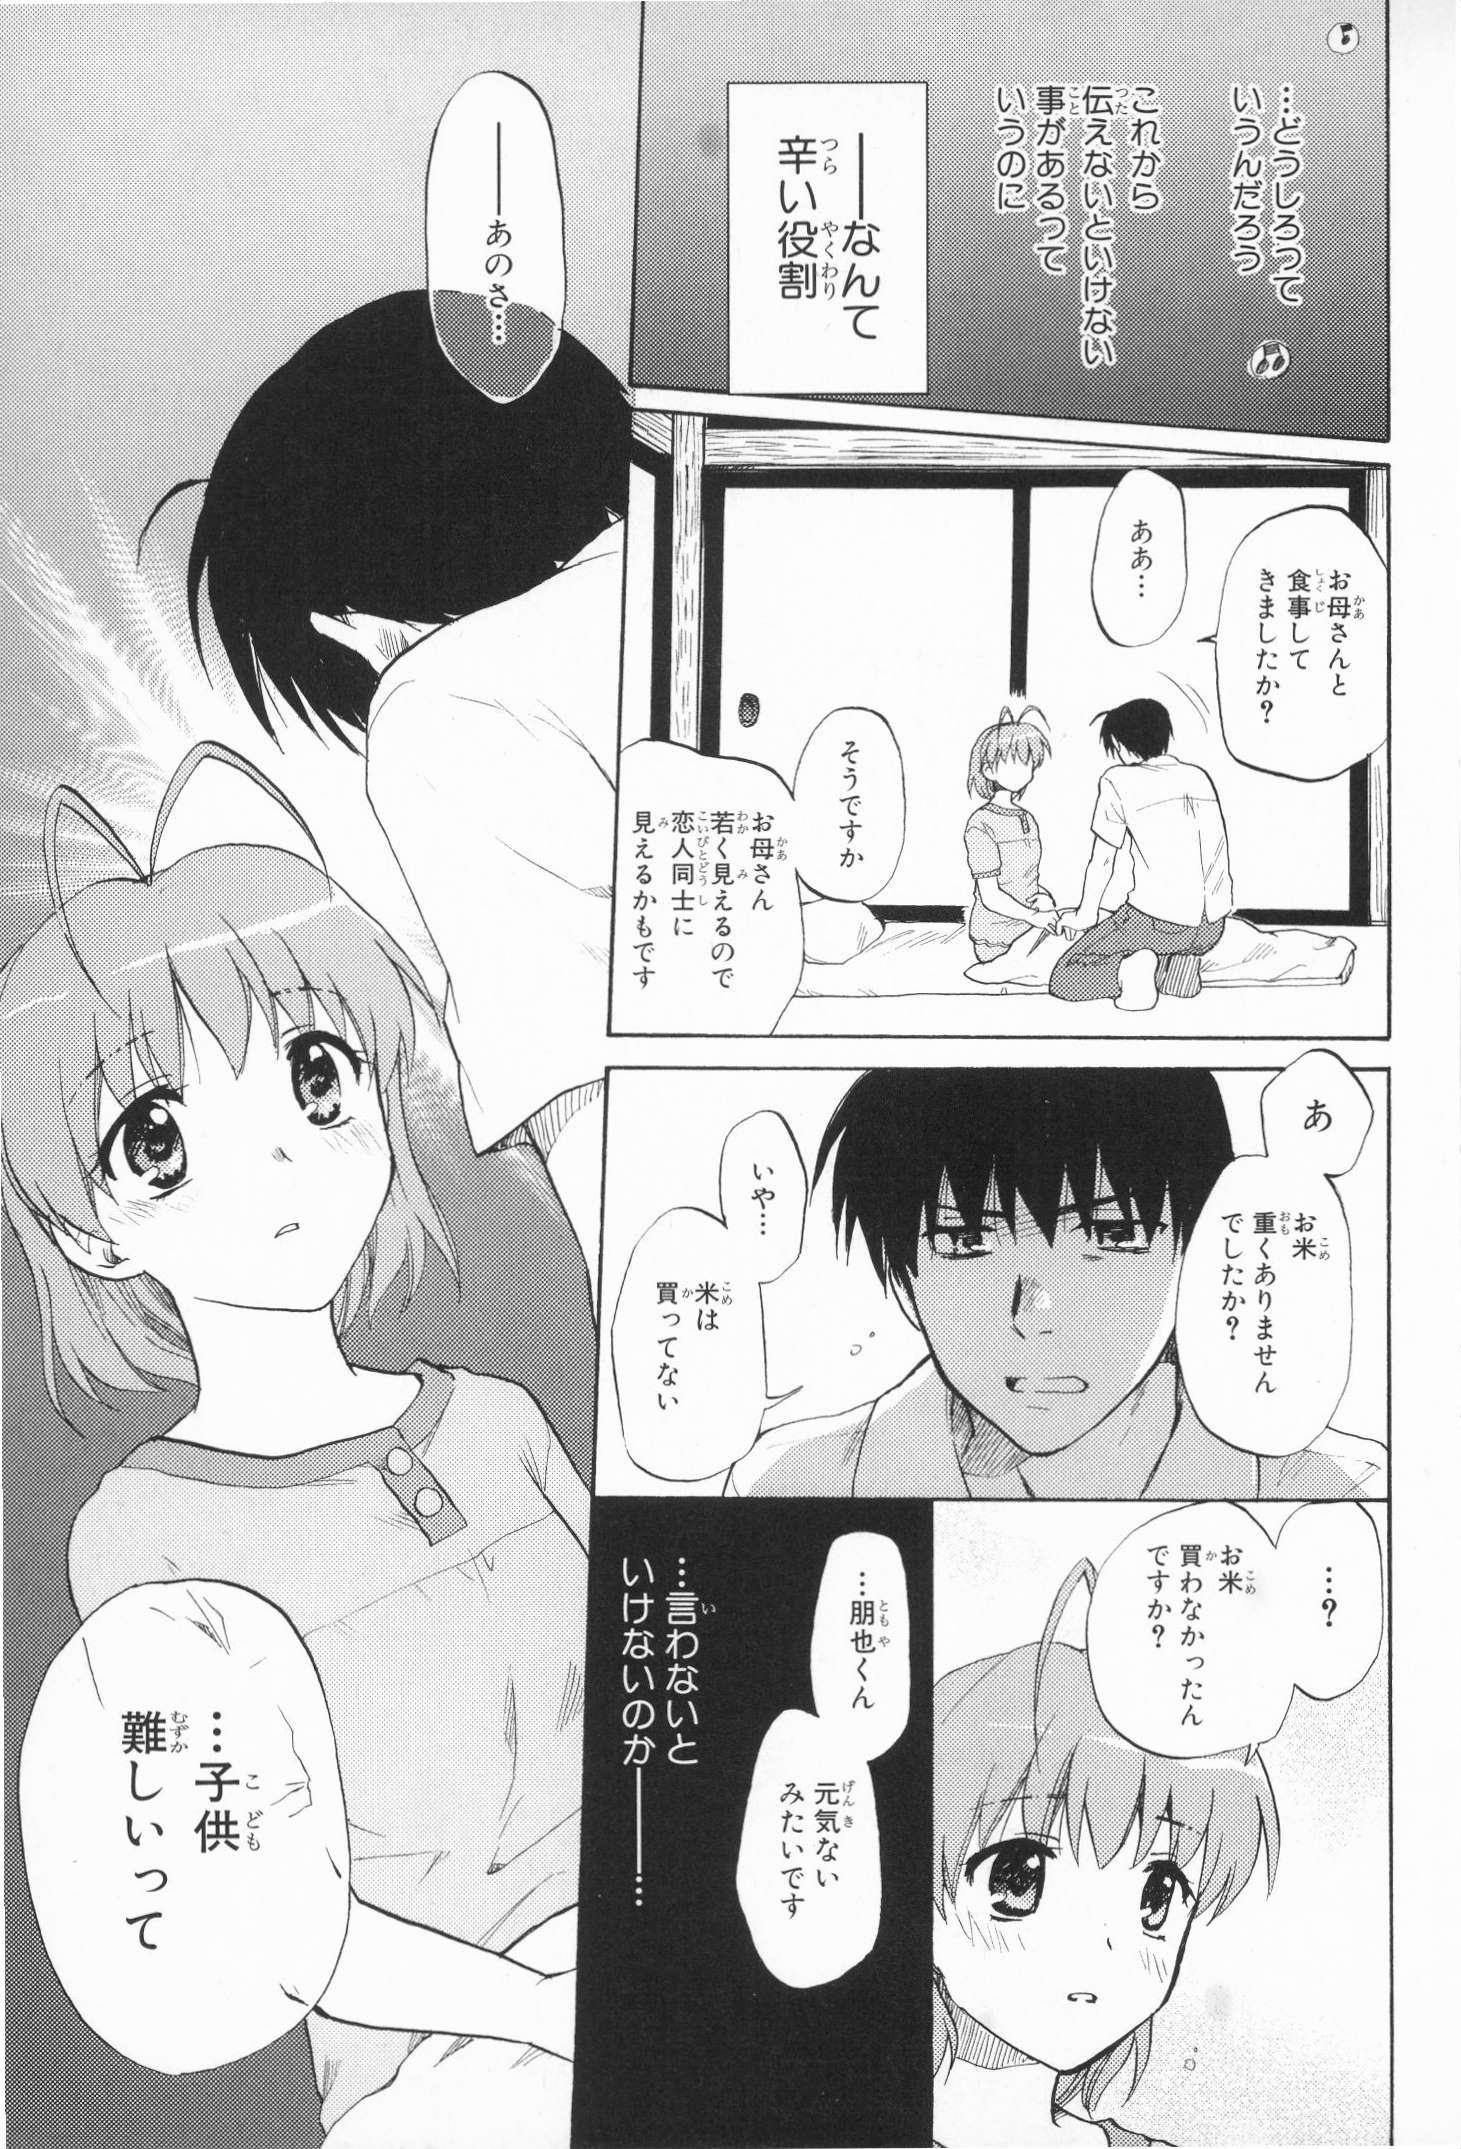 …どうしろって
いうんだろう
これから
伝えないといけない
事があるって
いうのに
――なんて
辛い役割
お母さんと
食事して
きましたか？
ああ…
そうですか
お母さん
若く見えるので
恋人同士に
見えるかもです
あ
お米
重くありません
でしたか？
いや…
米は
買ってない
…？
お米
買わなかったん
ですか？
…朋也くん
元気ない
みたいです
…言わないと
いけないのか――…
――あのさ…
…子供
難しいって